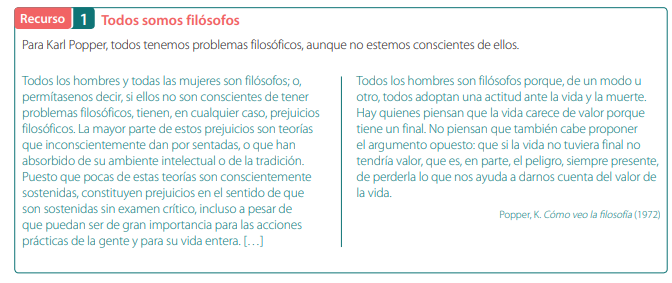 Recurso 1 Todos somos filósofos
Para Karl Popper, todos tenemos problemas filosóficos, aunque no estemos conscientes de ellos.
Todos los hombres y todas las mujeres son filósofos; o,
permítasenos decir, si ellos no son conscientes de tener
problemas filosóficos, tienen, en cualquier caso, prejuicios
filosóficos. La mayor parte de estos prejuicios son teorías
que inconscientemente dan por sentadas, o que han
absorbido de su ambiente intelectual o de la tradición.
Puesto que pocas de estas teorías son conscientemente
sostenidas, constituyen prejuicios en el sentido de que
son sostenidas sin examen crítico, incluso a pesar de
que puedan ser de gran importancia para las acciones
prácticas de la gente y para su vida entera. […]
Todos los hombres son filósofos porque, de un modo u
otro, todos adoptan una actitud ante la vida y la muerte.
Hay quienes piensan que la vida carece de valor porque
tiene un final. No piensan que también cabe proponer
el argumento opuesto: que si la vida no tuviera final no
tendría valor, que es, en parte, el peligro, siempre presente,
de perderla lo que nos ayuda a darnos cuenta del valor de
la vida.
Popper, K. Cómo veo la filosofía (1972)